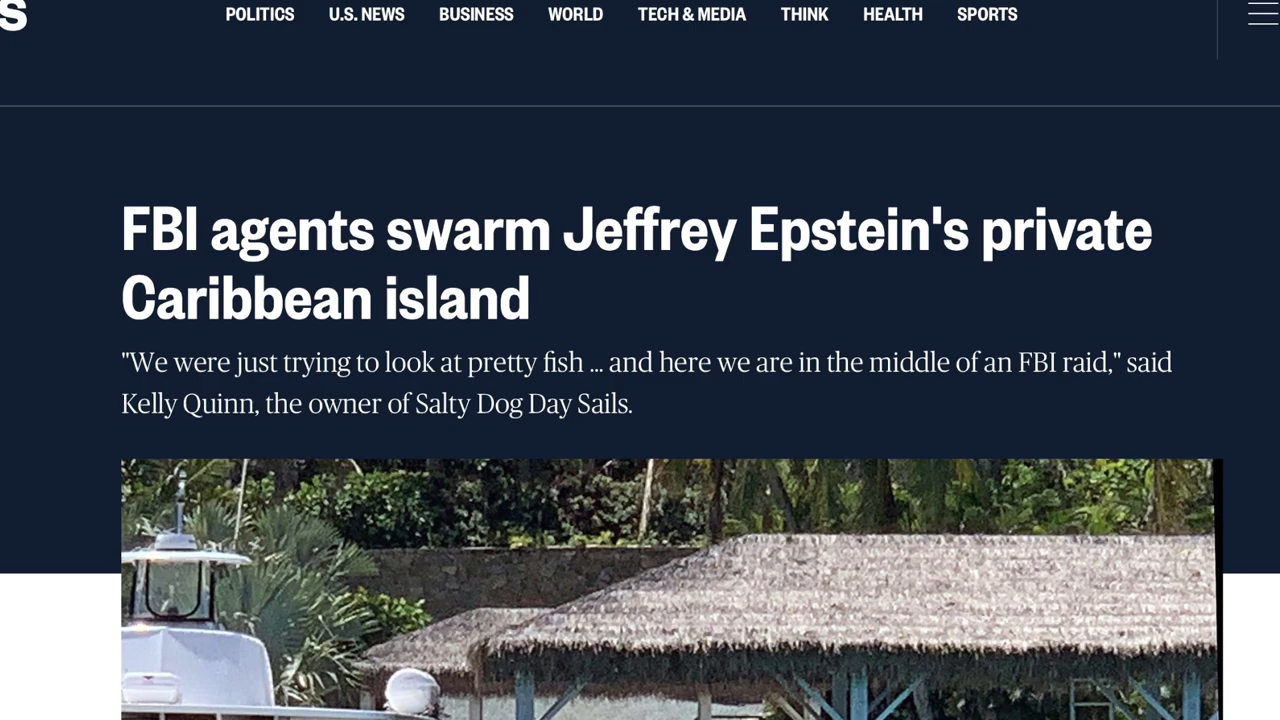 S
POLITICS U.S. NEWS BUSINESS WORLD TECH & MEDIA THINK HEALTH SPORTS
FBI agents swarm Jeffrey Epstein's private
Caribbean island
"We were just trying to look at pretty fish ... and here we are in the middle of an FBI raid," said
Kelly Quinn, the owner of Salty Dog Day Sails.